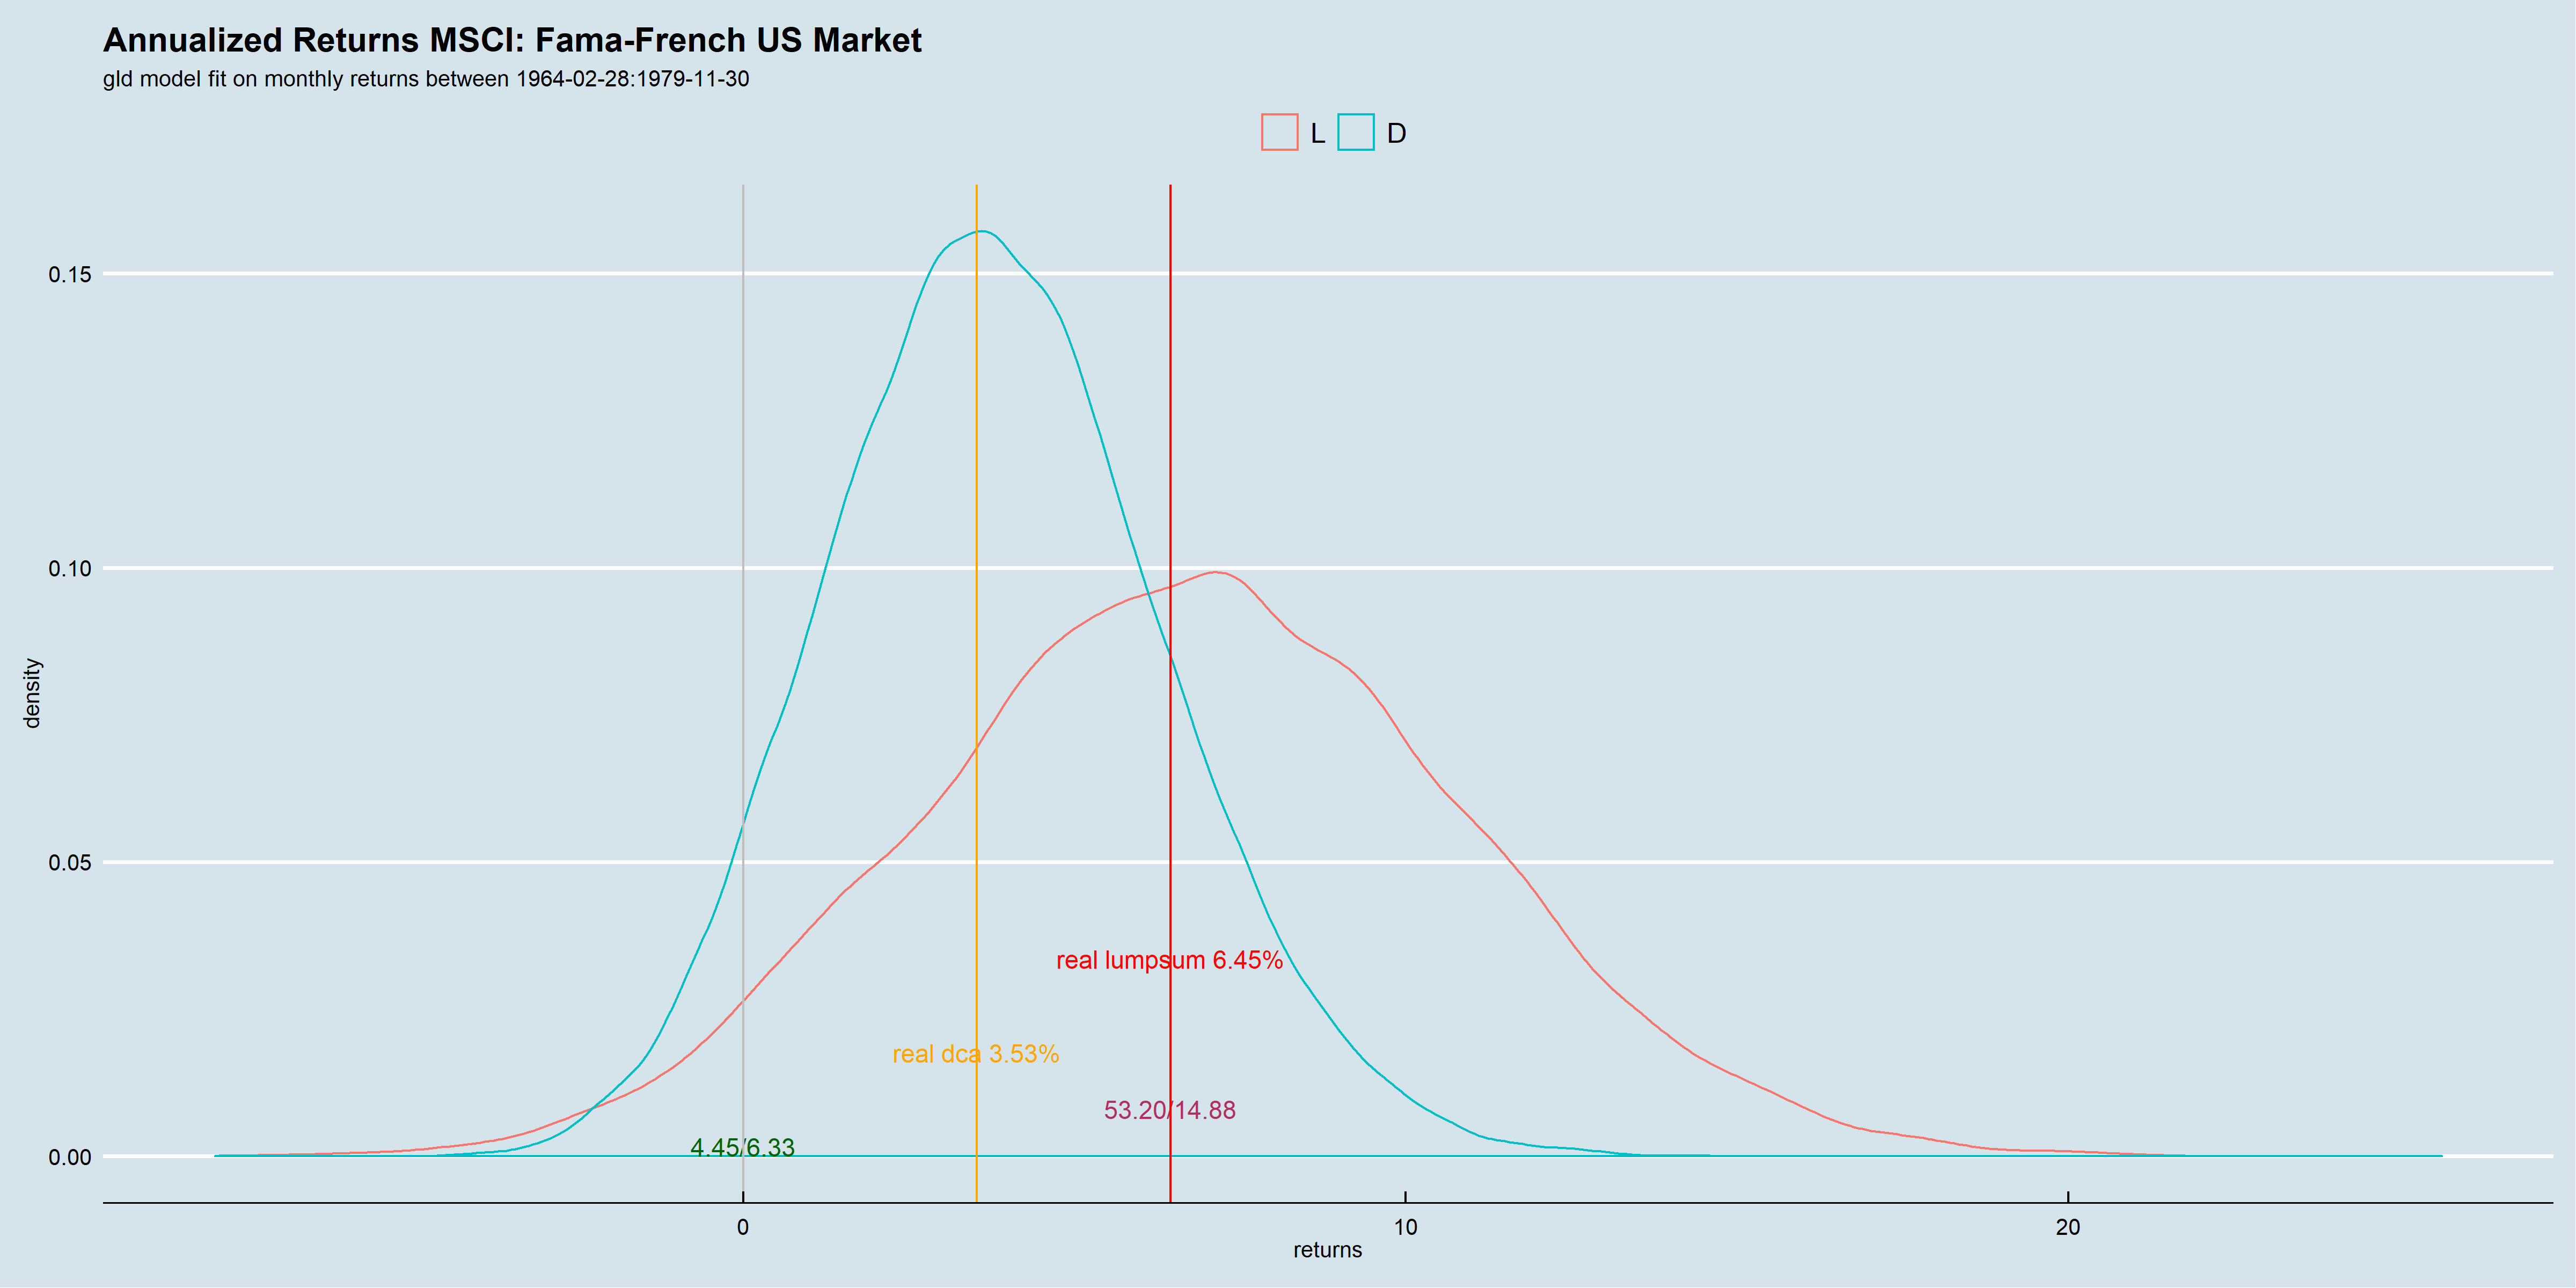 Annualized Returns MSCI: Fama-French US Market
gld model fit on monthly returns between 1964-02-28:1979-11-30
L D
0.15
0.10
0.05
0.00
density
real lumpsum 6.45%
real dca 3.53%
53.20/14.88
4.45/6.33
0 10 20
returns